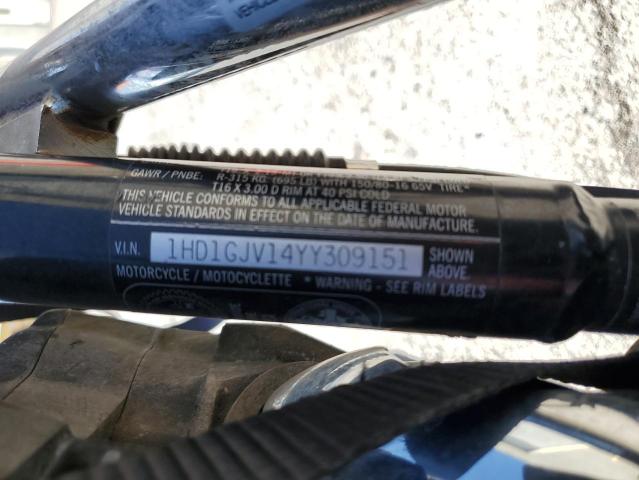 GAWR / PNBE:
R-315 KG (695 LB) WITH 150/80-16 65V TIRE
T16 X 3.00 D RIM AT 40 PSI COLD
THIS VEHICLE CONFORMS TO ALL APPLICABLE FEDERAL MOTOR
VEHICLE STANDARDS IN EFFECT ON DATE OF MANUFACTURE.
V.I.N. 1HD1GJV14YY309151 SHOWN
ABOVE.
MOTORCYCLE / MOTOCYCLETTE WARNING - SEE RIM LABELS